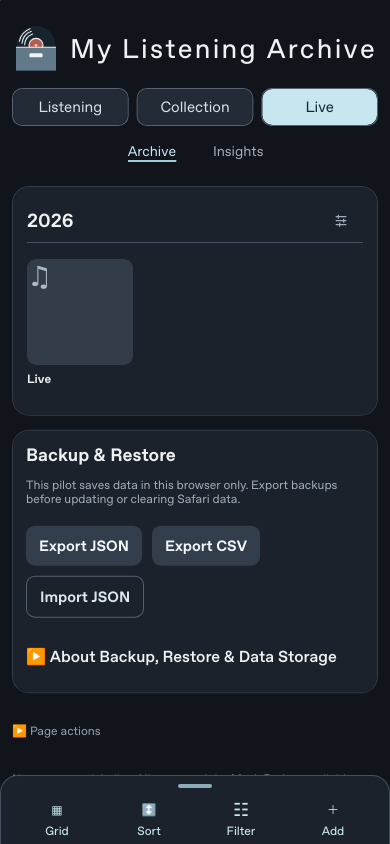 My Listening Archive
Listening
Collection
Live
Archive
Insights
2026
Live
Backup & Restore
This pilot saves data in this browser only. Export backups
before updating or clearing Safari data.
Export JSON
Export CSV
Import JSON
About Backup, Restore & Data Storage
Page actions
Grid
Sort
Filter
Add